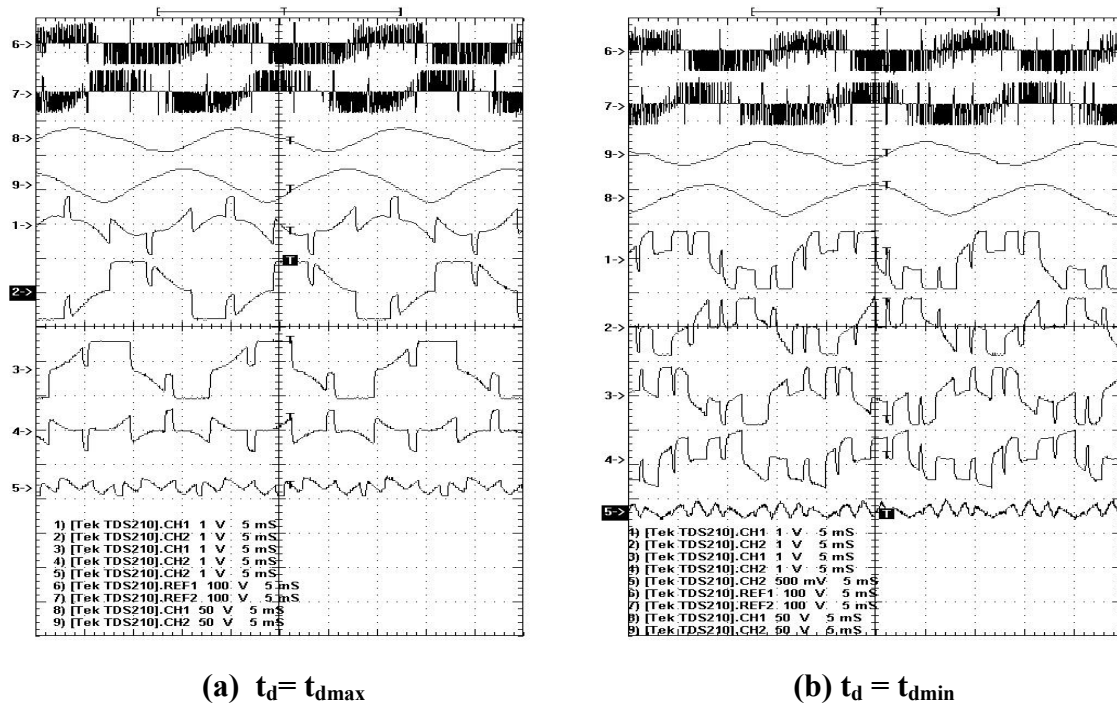 6->
7->
8->
9->
1->
2->
3->
4->
5->
T
T
T
T
T
T
T
T
1) [Tek TDS210].CH1 1 V 5 mS
2) [Tek TDS210].CH2 1 V 5 mS
3) [Tek TDS210].CH1 1 V 5 mS
4) [Tek TDS210].CH2 1 V 5 mS
5) [Tek TDS210].CH2 1 V 5 mS
6) [Tek TDS210].REF1 100 V 5 mS
7) [Tek TDS210].REF2 100 V 5 mS
8) [Tek TDS210].CH1 50 V 5 mS
9) [Tek TDS210].CH2 50 V 5 mS
(a) td= tdmax
6->
7->
9->
8->
1->
2->
3->
4->
5->
T
T
T
T
T
T
T
T
1) [Tek TDS210].CH1 1 V 5 mS
2) [Tek TDS210].CH2 1 V 5 mS
3) [Tek TDS210].CH1 1 V 5 mS
4) [Tek TDS210].CH2 1 V 5 mS
5) [Tek TDS210].CH2 500 mV 5 mS
6) [Tek TDS210].REF1 100 V 5 mS
7) [Tek TDS210].REF2 100 V 5 mS
8) [Tek TDS210].CH1 50 V 5 mS
9) [Tek TDS210].CH2 50 V 5 mS
(b) td = tdmin